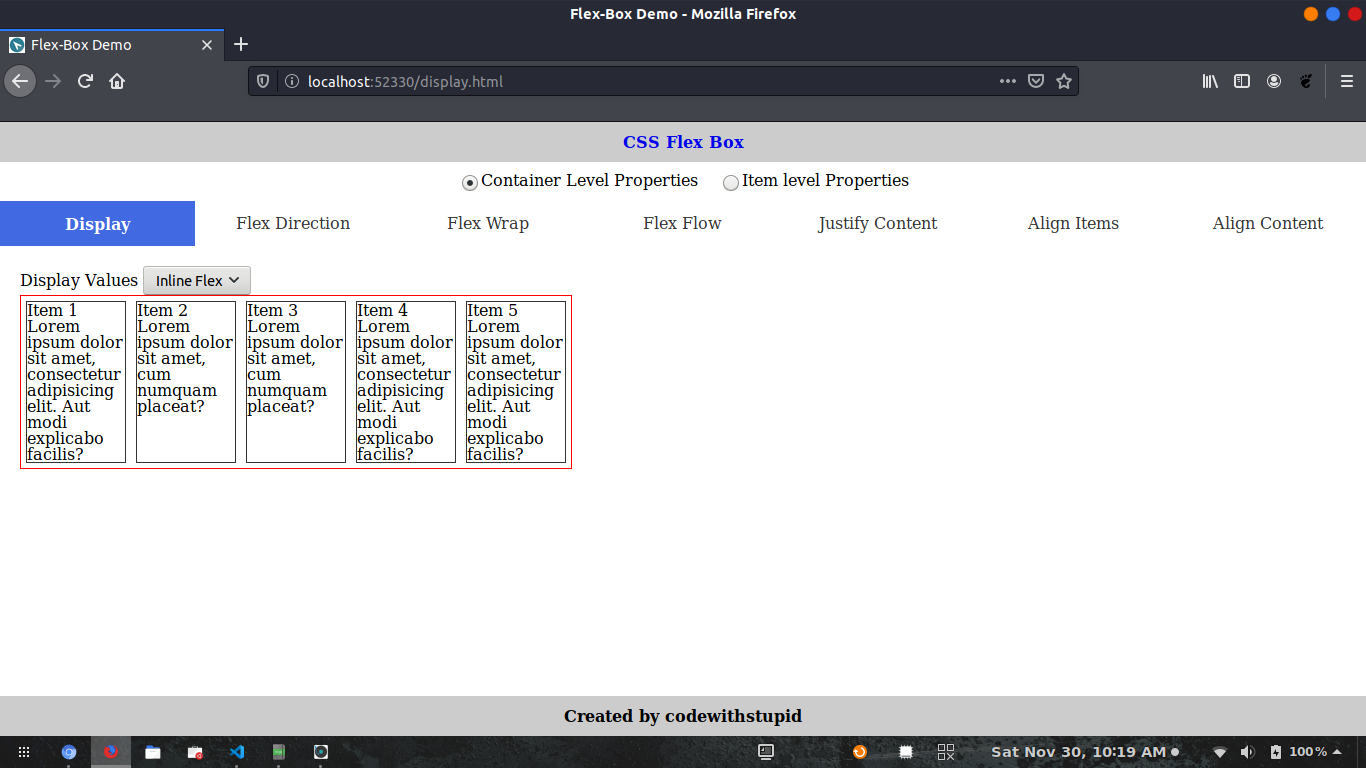 Flex-Box Demo - Mozilla Firefox
Flex-Box Demo
localhost:52330/display.html
CSS Flex Box
Container Level Properties Item level Properties
Display Flex Direction Flex Wrap Flex Flow Justify Content Align Items Align Content
Display Values Inline Flex
Item 1
Lorem
ipsum dolor
sit amet,
consectetur
adipisicing
elit. Aut
modi
explicabo
facilis?
Item 2
Lorem
ipsum dolor
sit amet,
cum
numquam
placeat?
Item 3
Lorem
ipsum dolor
sit amet,
cum
numquam
placeat?
Item 4
Lorem
ipsum dolor
sit amet,
consectetur
adipisicing
elit. Aut
modi
explicabo
facilis?
Item 5
Lorem
ipsum dolor
sit amet,
consectetur
adipisicing
elit. Aut
modi
explicabo
facilis?
Created by codewithstupid
Sat Nov 30, 10:19 AM 100 %